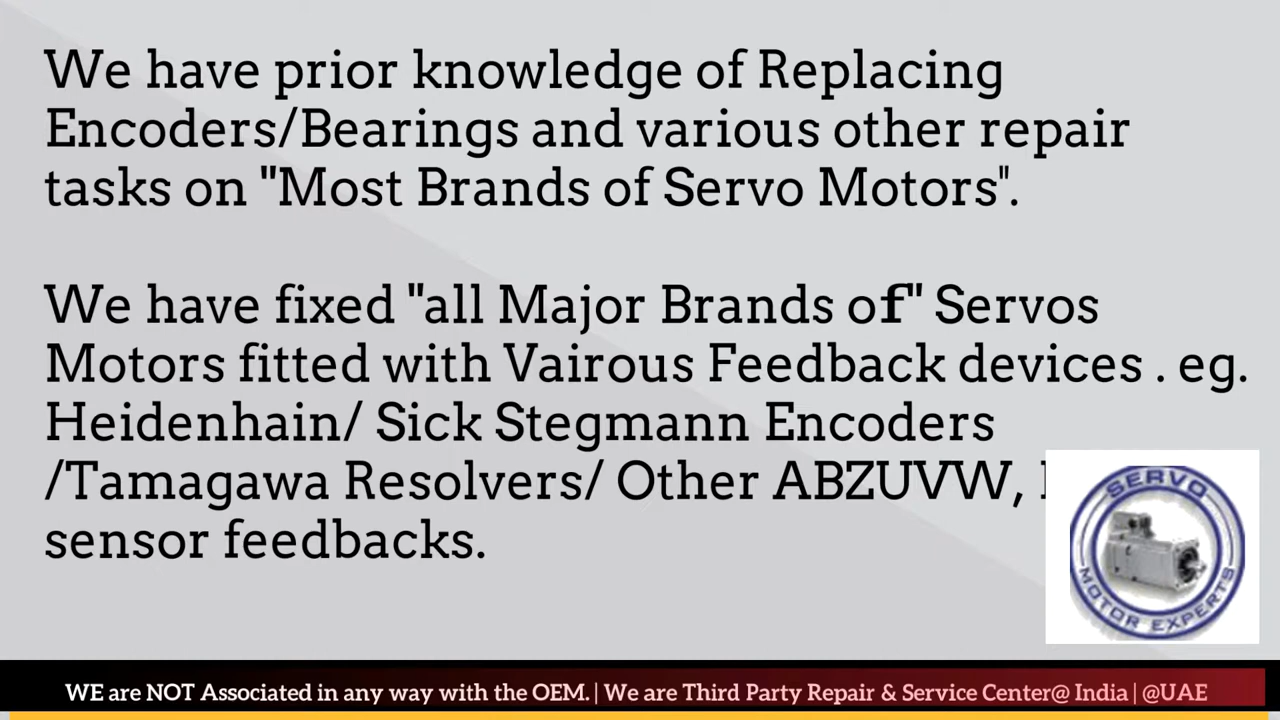 We have prior knowledge of Replacing
Encoders/Bearings and various other repair
tasks on "Most Brands of Servo Motors".
We have fixed "all Major Brands of" Servos
Motors fitted with Vairous Feedback devices . eg.
Heidenhain/ Sick Stegmann Encoders
/Tamagawa Resolvers/ Other ABZUVW,
sensor feedbacks.
SERVO
MOTOR EXPERTS
WE are NOT Associated in any way with the OEM. | We are Third Party Repair & Service Center@ India | @UAE